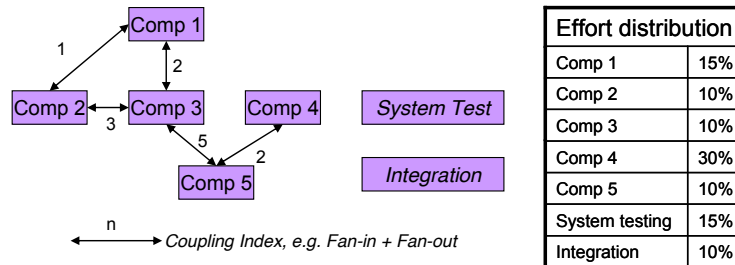 Comp 1
1
2
Comp 2
Comp 3
Comp 4
3
5
2
Comp 5
System Test
Integration
n
Coupling Index, e.g. Fan-in + Fan-out
Effort distribution
Comp 1 15%
Comp 2 10%
Comp 3 10%
Comp 4 30%
Comp 5 10%
System testing 15%
Integration 10%